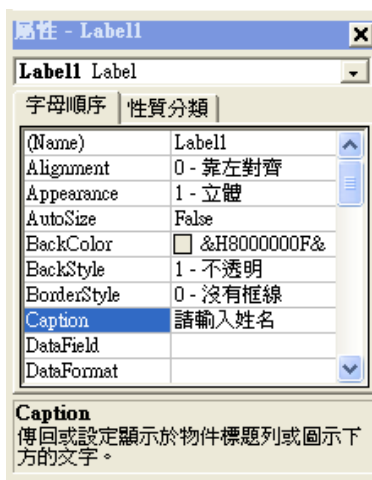 屬性 - Label1
Label1 Label
字母順序 性質分類
(Name) Label1
Alignment 0 - 靠左對齊
Appearance 1 - 立體
AutoSize False
BackColor &H8000000F&
BackStyle 1 - 不透明
BorderStyle 0 - 沒有框線
Caption 請輸入姓名
DataField
DataFormat
Caption
傳回或設定顯示於物件標題列或圖示下
方的文字。